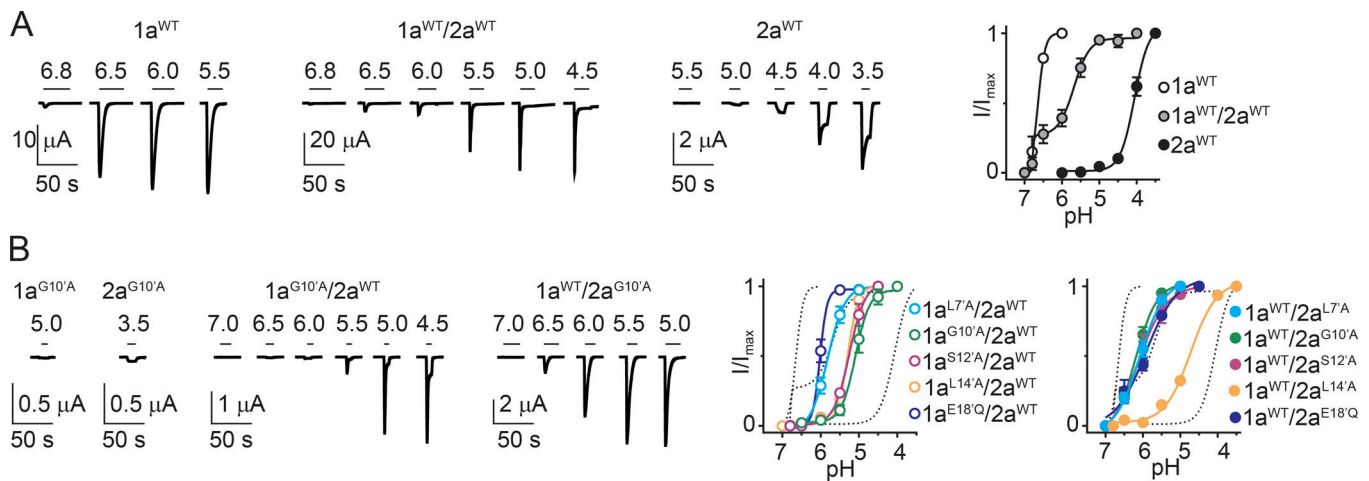 A
1aWT
1aWT/2aWT
2aWT
6.8 6.5 6.0 5.5
6.8 6.5 6.0 5.5 5.0 4.5
5.5 5.0 4.5 4.0 3.5
10 μA
50 s
20 μA
50 s
2 μA
50 s
I/Imax
1
0
7 6 5 4
pH
1aWT
1aWT/2aWT
2aWT
B
1aG10'A
2aG10'A
1aG10'A/2aWT
1aWT/2aG10'A
5.0
3.5
7.0 6.5 6.0 5.5 5.0 4.5
7.0 6.5 6.0 5.5 5.0
0.5 μA
50 s
0.5 μA
50 s
1 μA
50 s
2 μA
50 s
I/Imax
1
0
7 6 5 4
pH
1aL7'A/2aWT
1aG10'A/2aWT
1aS12'A/2aWT
1aL14'A/2aWT
1aE18'Q/2aWT
1
0
7 6 5 4
pH
1aWT/2aL7'A
1aWT/2aG10'A
1aWT/2aS12'A
1aWT/2aL14'A
1aWT/2aE18'Q